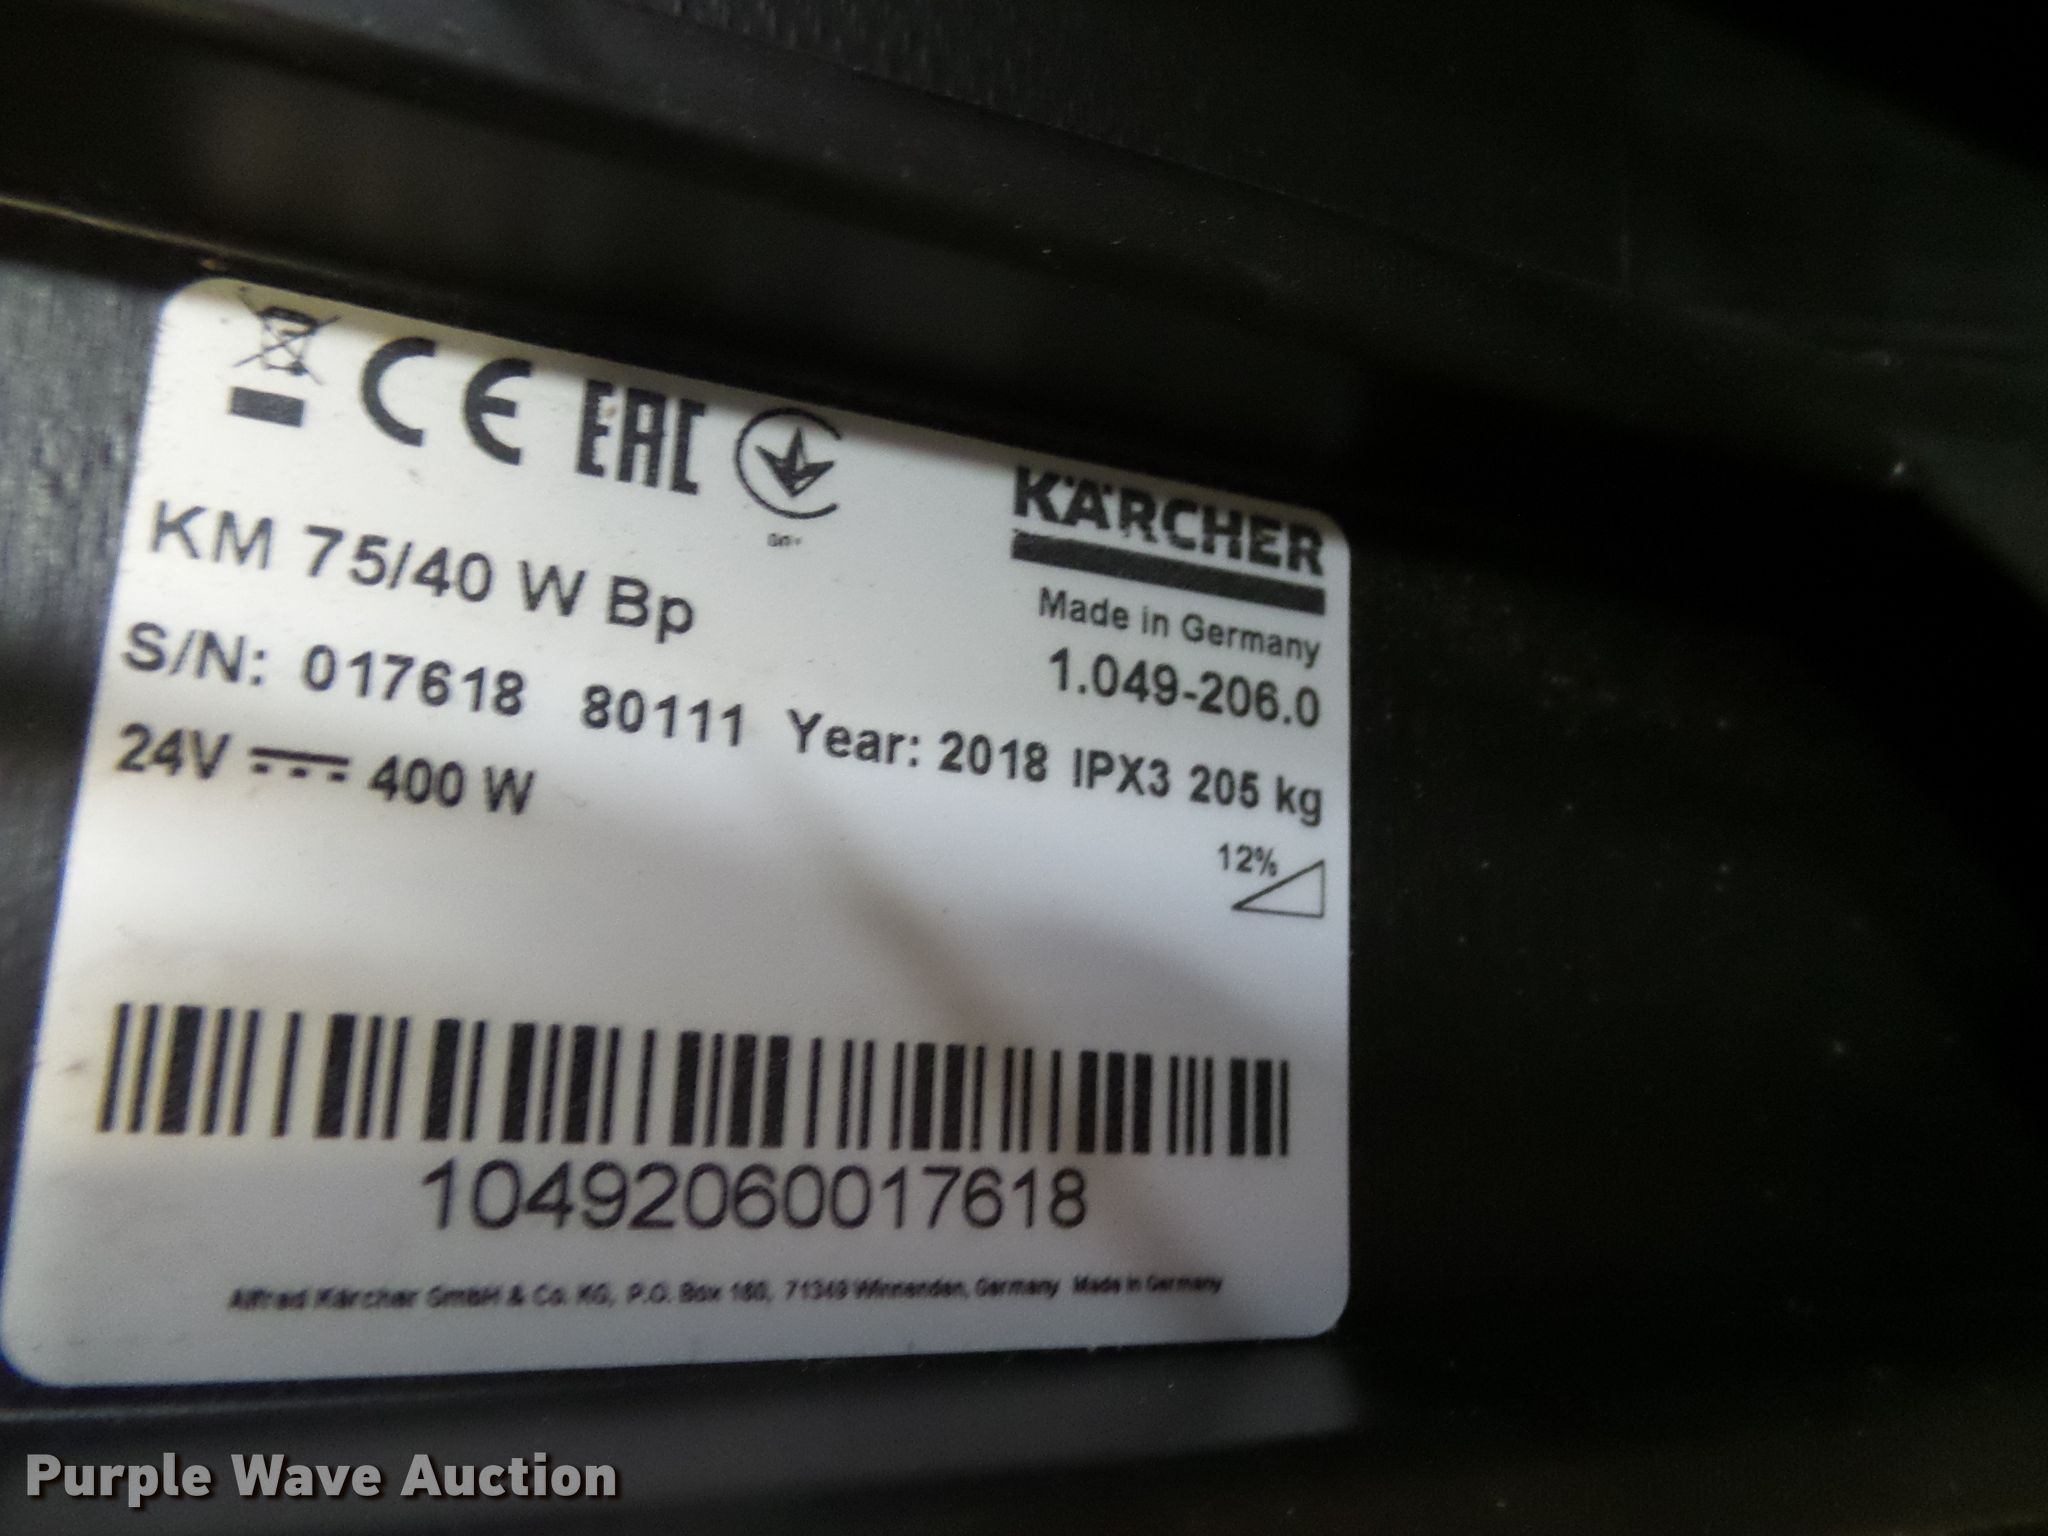 CE EAC
KÄRCHER
Made in Germany
KM 75/40 W Bp
1.049-206.0
S/N: 017618 80111 Year: 2018 IPX3 205 kg
24V 400 W
12%
10492060017618
Alfred Kärcher GmbH & Co. KG, P.O. Box 160, 71349 Winnenden, Germany Made in Germany
Purple Wave Auction